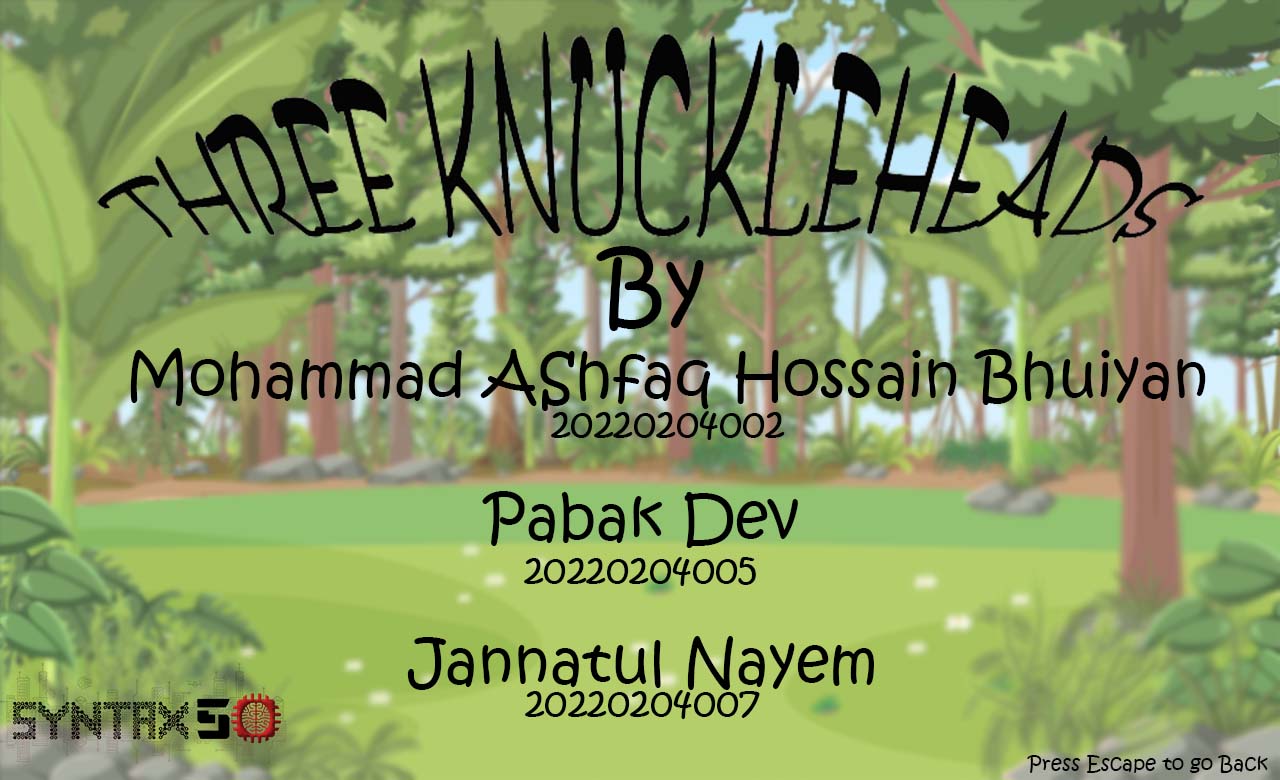 THREE KNUCKLEHEADS
By
Mohammad AShfaq Hossain Bhuiyan
20220204002
Pabak Dev
20220204005
Jannatul Nayem
20220204007
SYNTAX 50
Press Escape to go Back